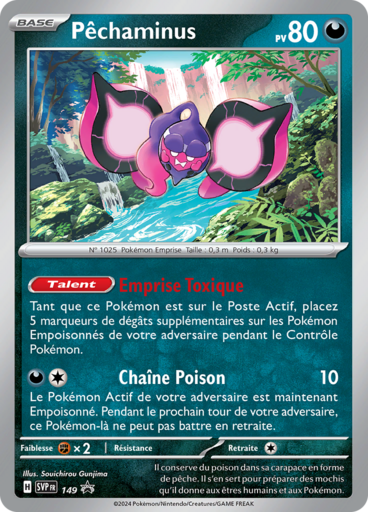 BASE Pêchaminus PV 80
N° 1025 Pokémon Emprise Taille : 0,3 m Poids : 0,3 kg
Talent Emprise Toxique
Tant que ce Pokémon est sur le Poste Actif, placez
5 marqueurs de dégâts supplémentaires sur les Pokémon
Empoisonnés de votre adversaire pendant le Contrôle
Pokémon.
Chaîne Poison 10
Le Pokémon Actif de votre adversaire est maintenant
Empoisonné. Pendant le prochain tour de votre adversaire,
ce Pokémon-là ne peut pas battre en retraite.
Faiblesse ×2 Résistance Retraite
Illus. Souichirou Gunjima
H SVP FR 149
Il conserve du poison dans sa carapace en forme
de pêche. Il s'en sert pour préparer des mochis
qu'il donne aux êtres humains et aux Pokémon.
©2024 Pokémon/Nintendo/Creatures/GAME FREAK